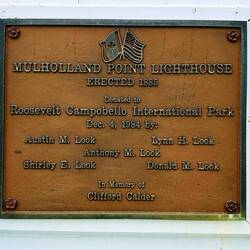 MULHOLLAND POINT LIGHTHOUSE
ERECTED 1885
Donated to
Roosevelt Campobello International Park
Dec. 4, 1984 by:
Austin M. Look Lynn H. Look
Anthony M. Look
Shirley E. Look Donald M. Look
In Memory of
Clifford Calder